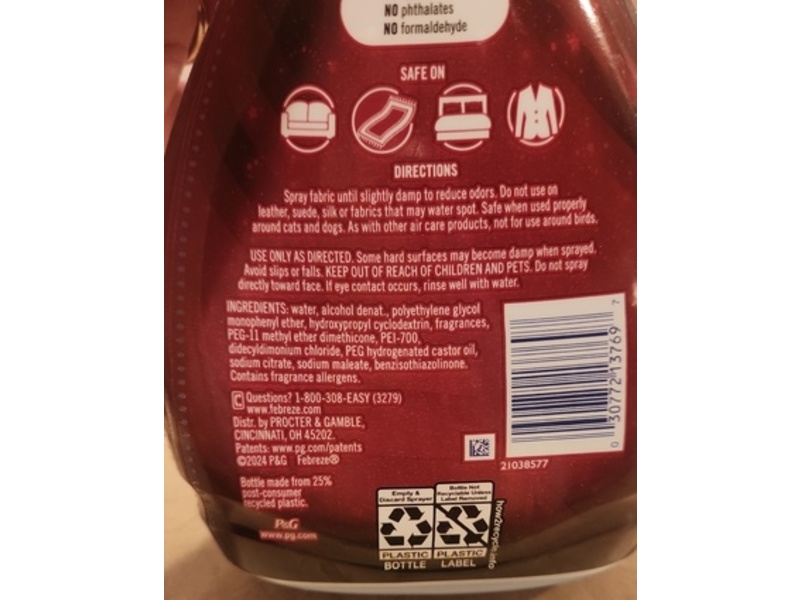 NO phthalates
NO formaldehyde
SAFE ON
DIRECTIONS
Spray fabric until slightly damp to reduce odors. Do not use on
leather, suede, silk or fabrics that may water spot. Safe when used properly
around cats and dogs. As with other air care products, not for use around birds.
USE ONLY AS DIRECTED. Some hard surfaces may become damp when sprayed.
Avoid slips or falls. KEEP OUT OF REACH OF CHILDREN AND PETS. Do not spray
directly toward face. If eye contact occurs, rinse well with water.
INGREDIENTS: water, alcohol denat., polyethylene glycol
monophenyl ether, hydroxypropyl cyclodextrin, fragrances,
PEG-11 methyl ether dimethicone, PEI-700,
didecyldimonium chloride, PEG hydrogenated castor oil,
sodium citrate, sodium maleate, benzisothiazolinone.
Contains fragrance allergens.
Questions? 1-800-308-EASY (3279)
www.febreze.com
Distr. by PROCTER & GAMBLE,
CINCINNATI, OH 45202.
Patents: www.pg.com/patents
©2024 P&G Febreze®
0 30772 13769 7
21038577
Bottle made from 25%
post-consumer
recycled plastic.
P&G
www.pg.com
Empty &
Discard Sprayer
PLASTIC
BOTTLE
Bottle Not
Recyclable Unless
Label Removed
PLASTIC
LABEL
how2recycle.info